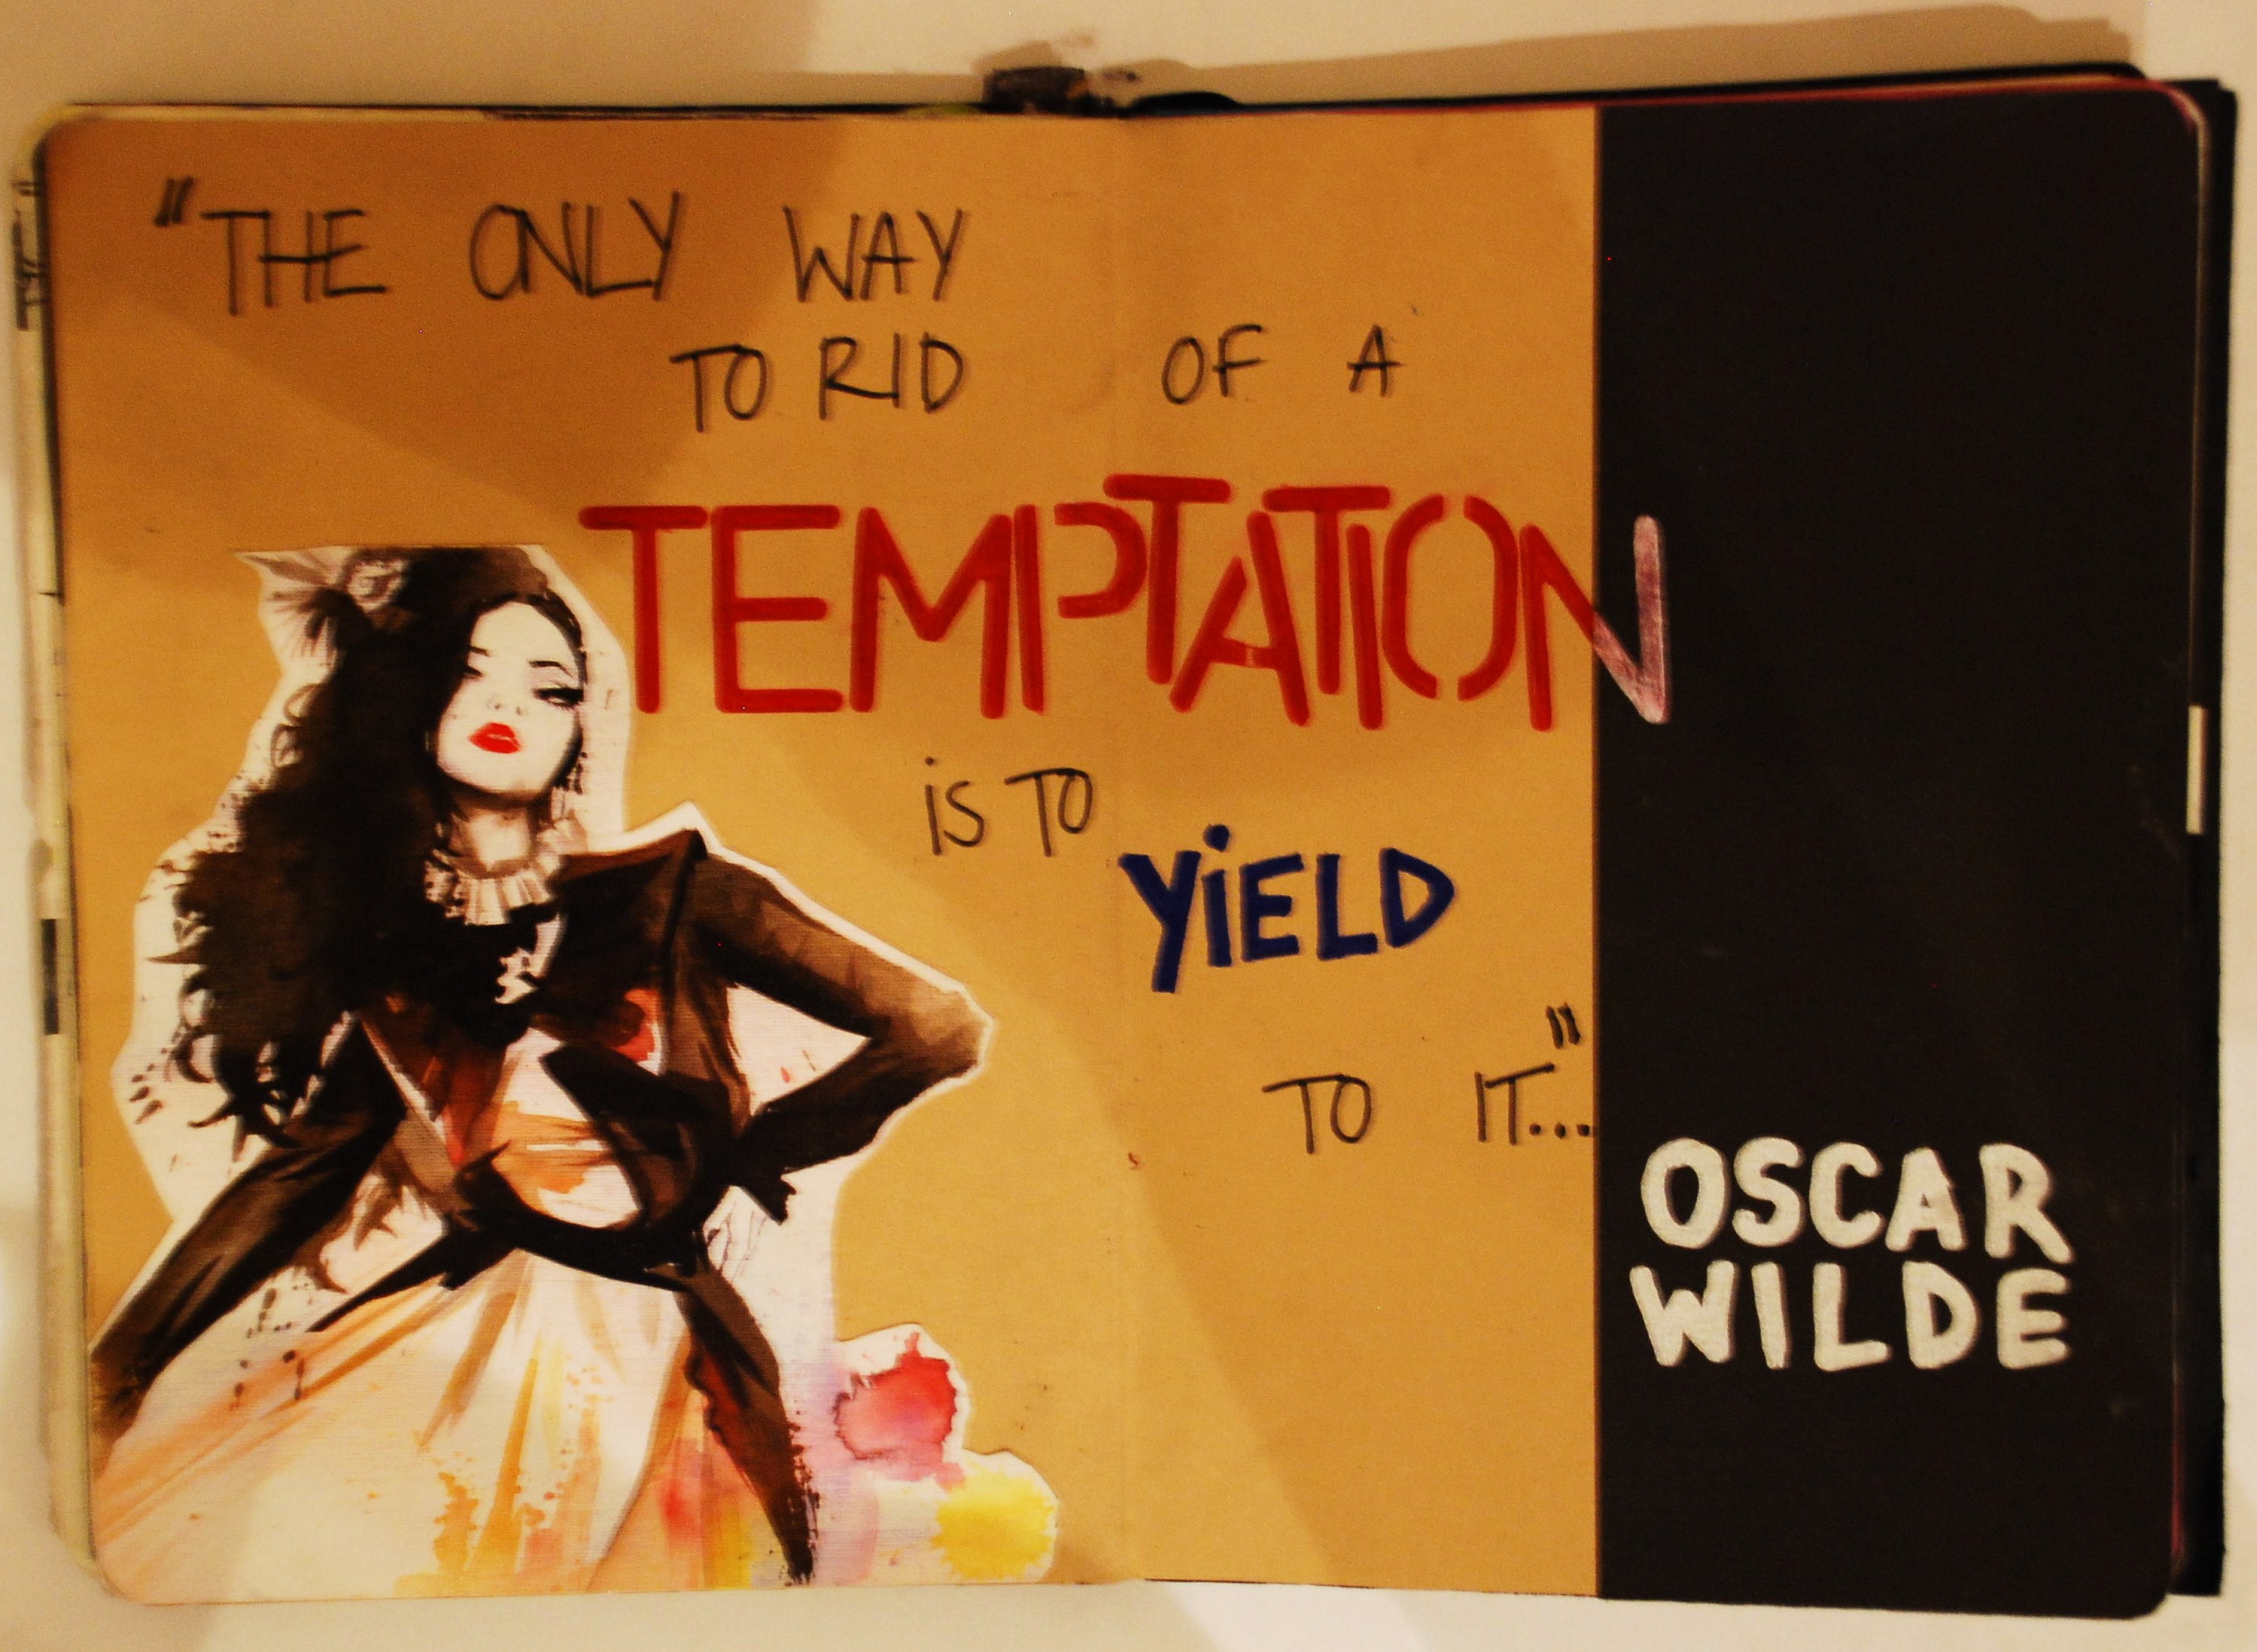 "THE ONLY WAY
TO RID OF A
TEMPTATION
iS TO
YiELD
TO IT..."
OSCAR
WILDE